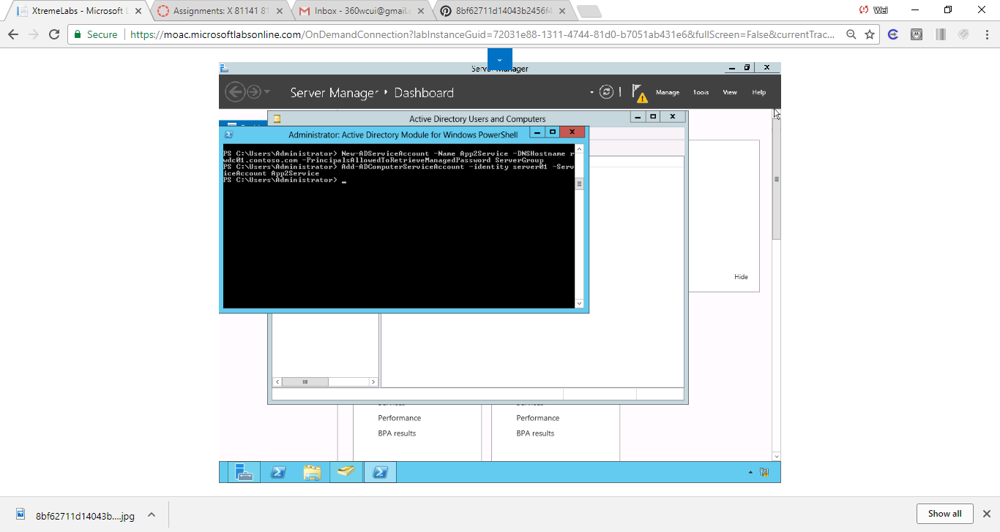 XtremeLabs - Microsoft L
Assignments: X 81141 81
Inbox - 360wcui@gmail.c
8bf62711d14043b2456f4
Wei
Secure
https://moac.microsoftlabsonline.com/OnDemandConnection?labInstanceGuid=72031e88-1311-4744-81d0-b7051ab431e6&fullScreen=False&currentTrac...
Server Manager
Server Manager • Dashboard
Manage
Tools
View
Help
Active Directory Users and Computers
Administrator: Active Directory Module for Windows PowerShell
PS C:\Users\Administrator> New-ADServiceAccount -Name App2Service -DNSHostname r
wdc01.contoso.com -PrincipalsAllowedToRetrieveManagedPassword ServerGroup
PS C:\Users\Administrator> Add-ADComputerServiceAccount -identity server01 -Serv
iceAccount App2Service
PS C:\Users\Administrator> _
Hide
Performance
Performance
BPA results
BPA results
8bf62711d14043b....jpg
Show all